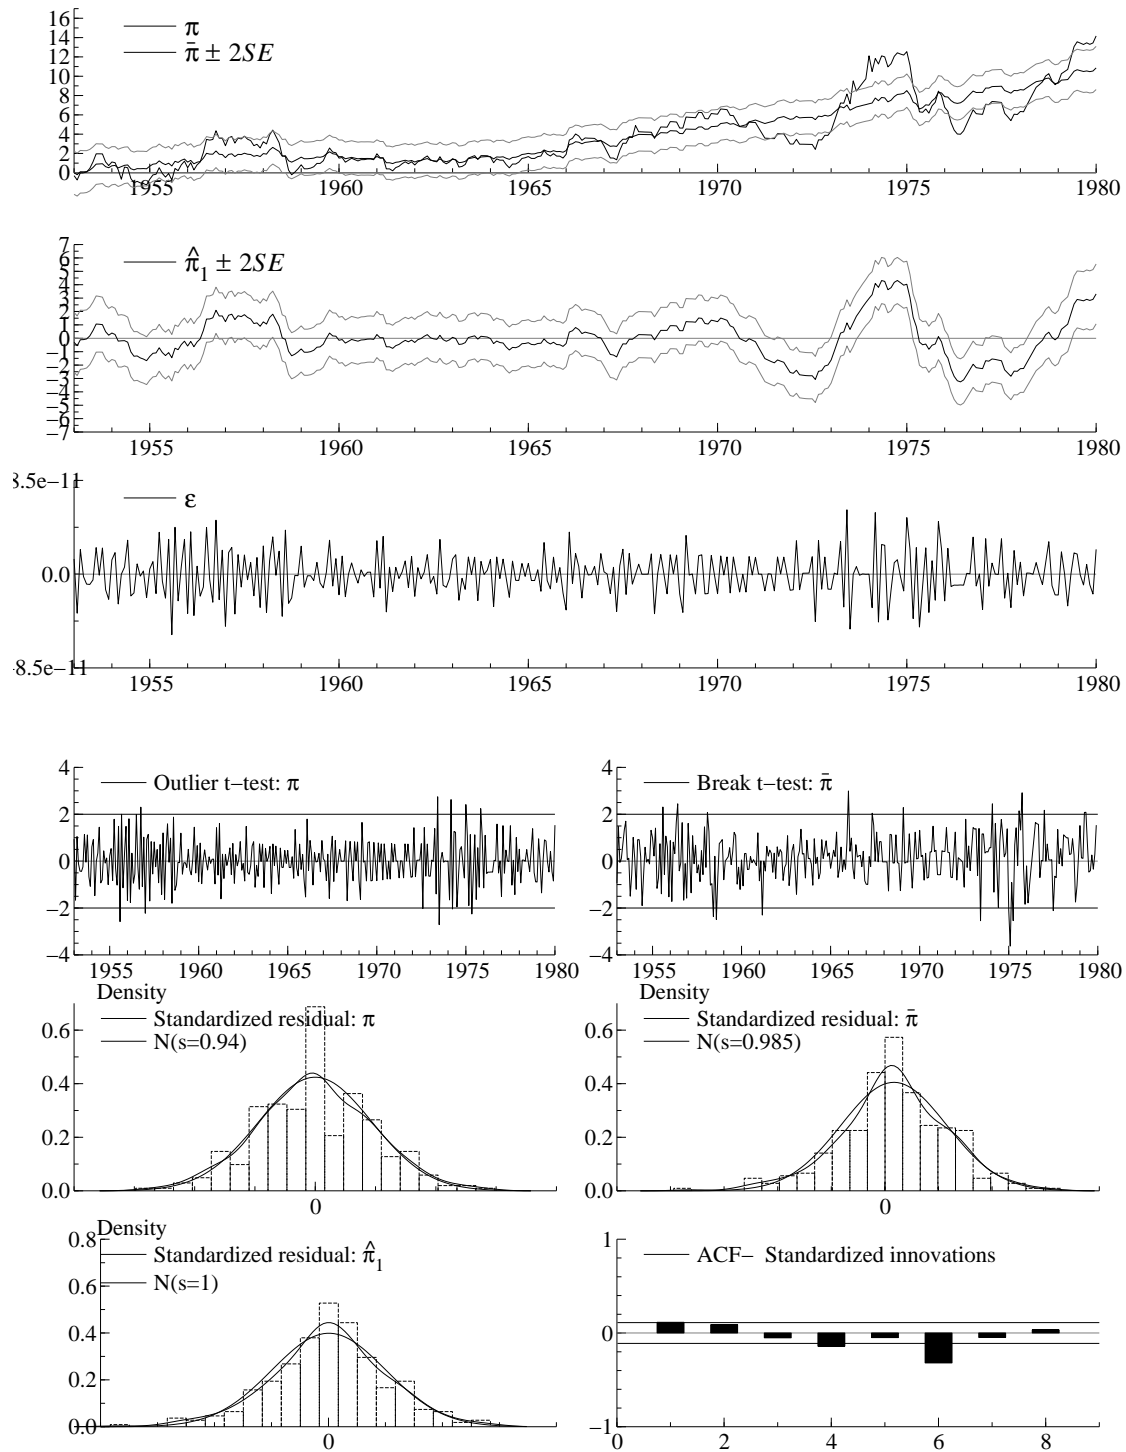 π
π̄ ± 2SE
16
14
12
10
8
6
4
2
0
1955 1960 1965 1970 1975 1980
π̂₁ ± 2SE
7
6
5
4
3
2
1
0
−1
−2
−3
−4
−5
−6
−7
1955 1960 1965 1970 1975 1980
8.5e−11
ε
0.0
-8.5e−11
1955 1960 1965 1970 1975 1980
4
Outlier t−test: π
2
0
−2
−4
1955 1960 1965 1970 1975 1980
Break t−test: π̄
4
2
0
−2
−4
1955 1960 1965 1970 1975 1980
Density
Standardized residual: π
N(s=0.94)
0.6
0.4
0.2
0.0
0
Density
Standardized residual: π̄
N(s=0.985)
0.6
0.4
0.2
0.0
0
Density
Standardized residual: π̂₁
N(s=1)
0.8
0.6
0.4
0.2
0.0
0
ACF− Standardized innovations
1
0
−1
0 2 4 6 8